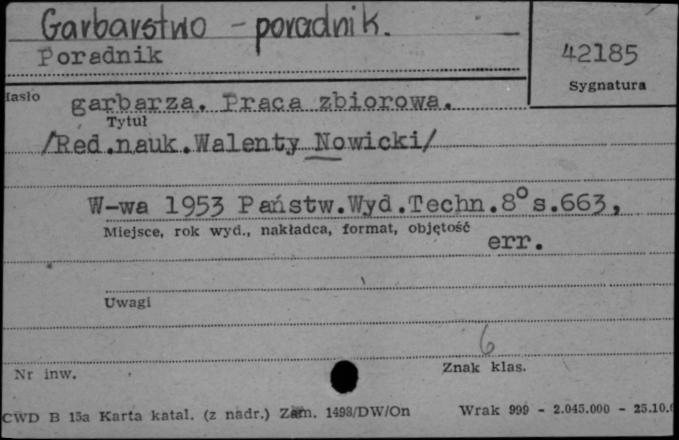 Garbarstwo - poradnik.
Poradnik
42185
Sygnatura
Hasło
garbarza. Praca zbiorowa.
Tytuł
/Red.nauk.Walenty Nowicki/
W-wa 1953 Państw.Wyd.Techn.8° s.663,
Miejsce, rok wyd., nakładca, format, objętość
err.
Uwagi
6
Nr inw.
Znak klas.
CWD B 15a Karta katal. (z nadr.) Zam. 1498/DW/On
Wrak 999 - 2.045.000 - 25.10.